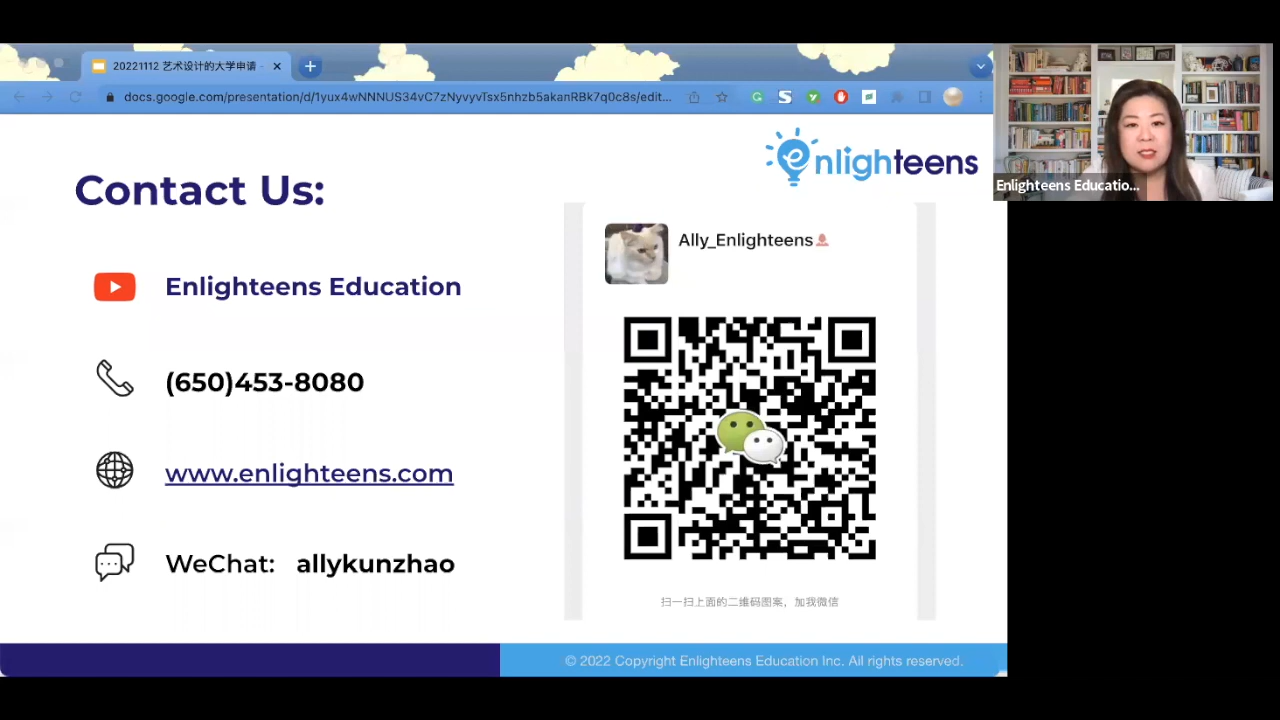 20221112 艺术设计的大学申请 -
docs.google.com/presentation/d/1yux4wNNNUS34vC7zNyvyvTsx5nhzb5akanRBk7q0c8s/edit...
enlighteens
Enlighteens Educatio...
Contact Us:
Ally_Enlighteens
Enlighteens Education
(650)453-8080
www.enlighteens.com
WeChat: allykunzhao
扫一扫上面的二维码图案，加我微信
© 2022 Copyright Enlighteens Education Inc. All rights reserved.